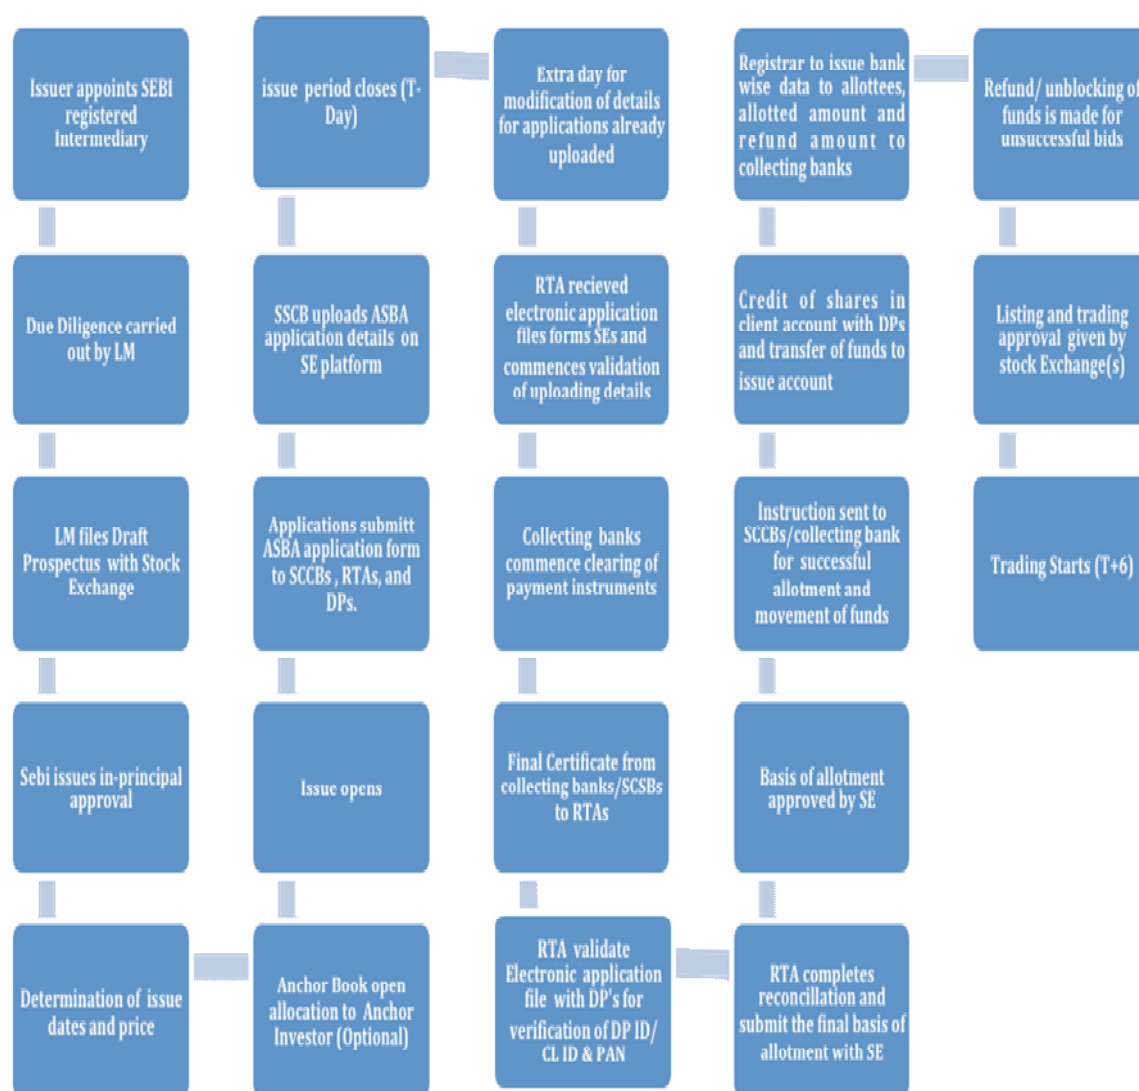 Issuer appoints SEBI
registered
Intermediary
Due Diligence carried
out by LM
LM files Draft
Prospectus with Stock
Exchange
Sebi issues in-principal
approval
Determination of issue
dates and price
Anchor Book open
allocation to Anchor
Investor (Optional)
Issue opens
Applications submitt
ASBA application form
to SCCBs , RTAs, and
DPs.
SSCB uploads ASBA
application details on
SE platform
issue period closes (T-
Day)
Extra day for
modification of details
for applications already
uploaded
RTA recieved
electronic application
files forms SEs and
commences validation
of uploading details
Collecting banks
commence clearing of
payment instruments
Final Certificate from
collecting banks/SCSBs
to RTAs
RTA validate
Electronic application
file with DP's for
verification of DP ID/
CL ID & PAN
RTA completes
reconcillation and
submit the final basis of
allotment with SE
Basis of allotment
approved by SE
Instruction sent to
SCCBs/collecting bank
for successful
allotment and
movement of funds
Credit of shares in
client account with DPs
and transfer of funds to
issue account
Registrar to issue bank
wise data to allottees,
allotted amount and
refund amount to
collecting banks
Refund/ unblocking of
funds is made for
unsuccessful bids
Listing and trading
approval given by
stock Exchange(s)
Trading Starts (T+6)